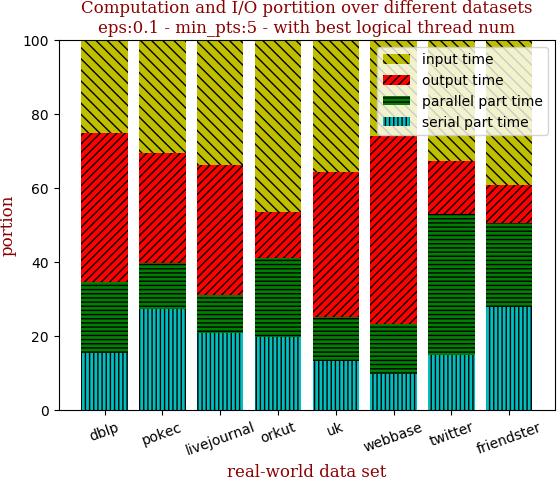 Computation and I/O portition over different datasets
eps:0.1 - min_pts:5 - with best logical thread num
100
80
60
40
20
0
portion
input time
output time
parallel part time
serial part time
dblp
pokec
livejournal
orkut
uk
webbase
twitter
friendster
real-world data set